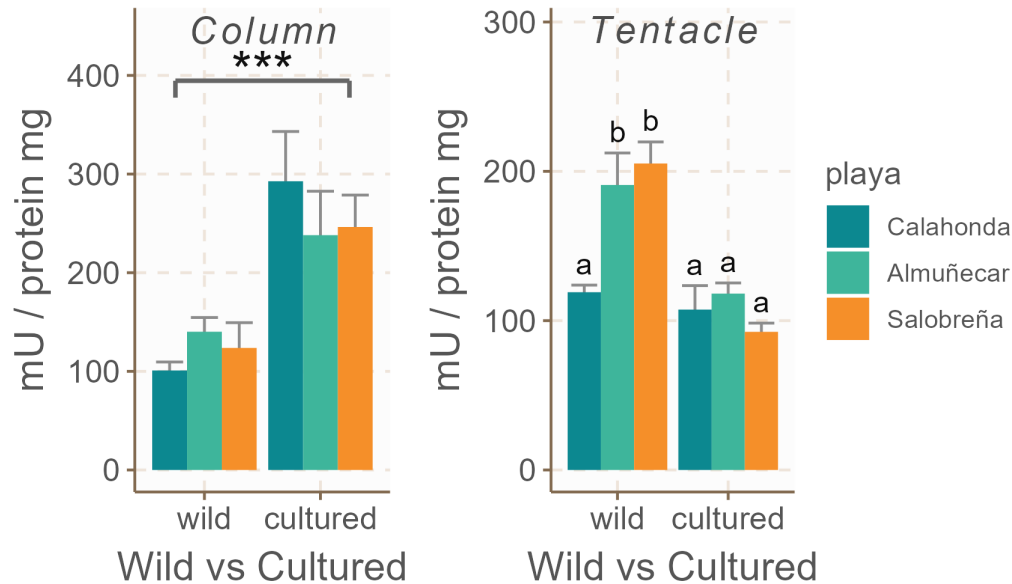 Column
***
mU / protein mg
400
300
200
100
0
wild
cultured
Wild vs Cultured
Tentacle
mU / protein mg
300
200
100
0
b
b
a
a
a
a
wild
cultured
Wild vs Cultured
playa
Calahonda
Almuñecar
Salobreña